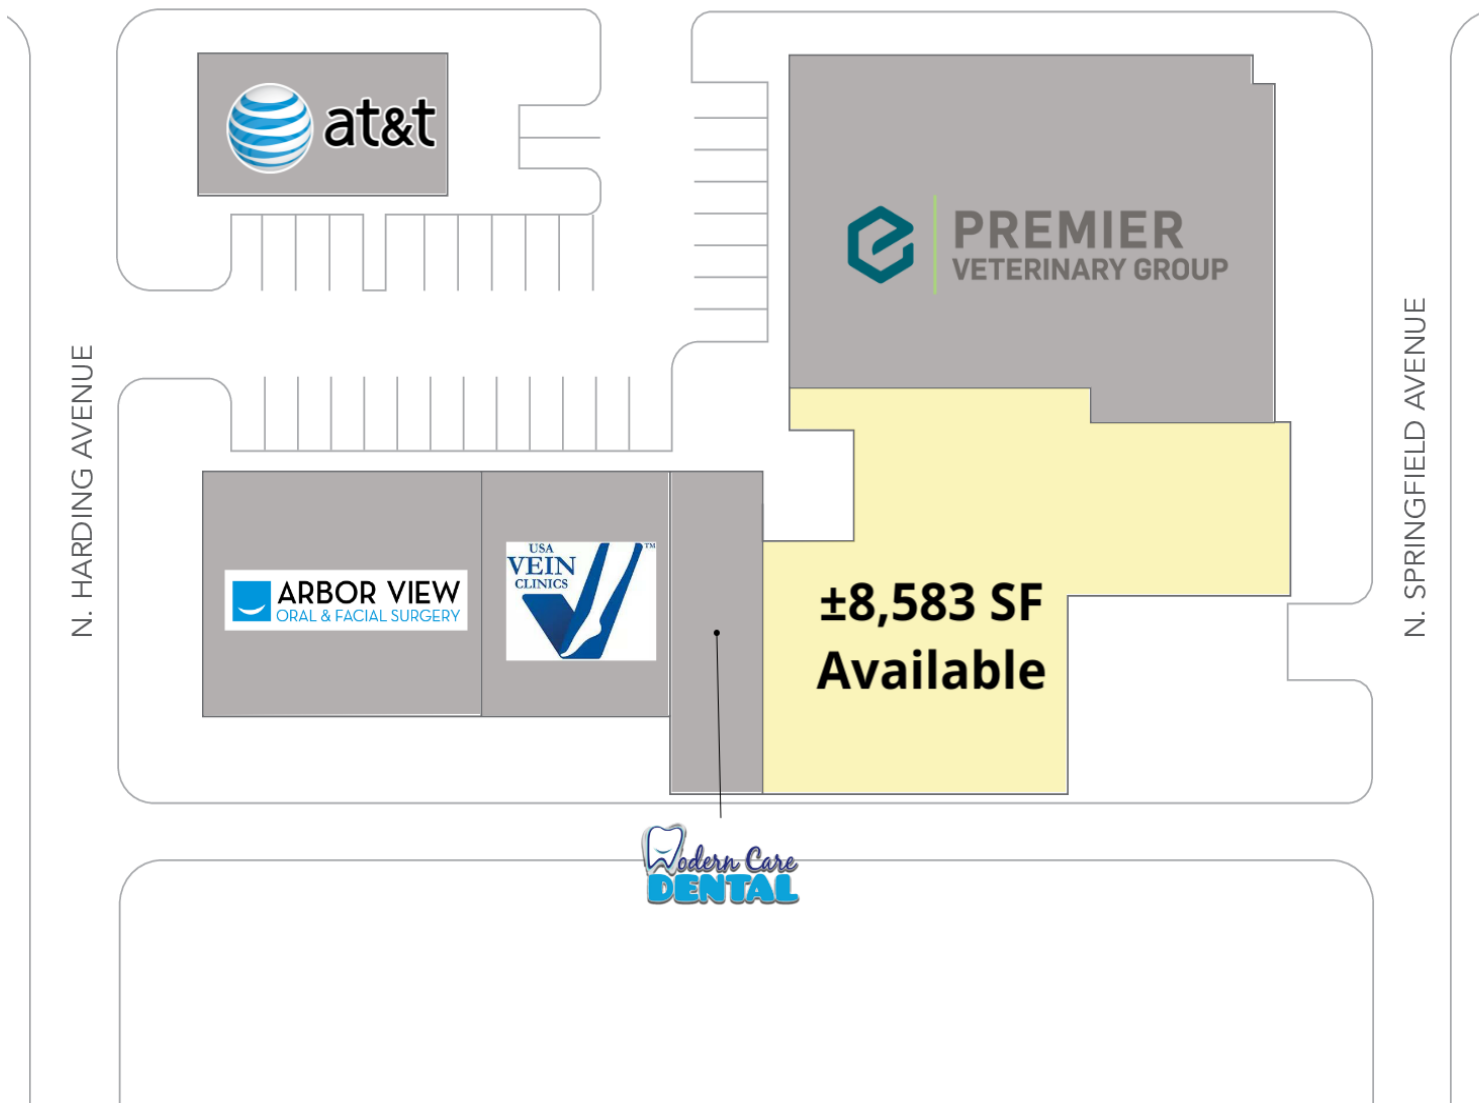 at&t
PREMIER
VETERINARY GROUP
N. HARDING AVENUE
N. SPRINGFIELD AVENUE
ARBOR VIEW
ORAL & FACIAL SURGERY
USA
VEIN
CLINICS
TM
±8,583 SF
Available
Modern Care
DENTAL